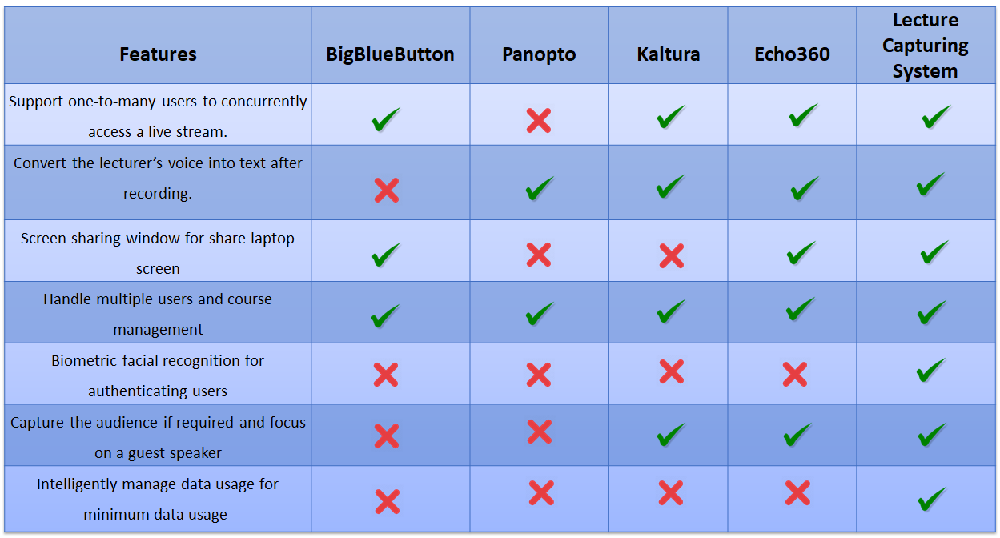 Features
BigBlueButton
Panopto
Kaltura
Echo360
Lecture
Capturing
System
Support one-to-many users to concurrently
access a live stream.
Convert the lecturer’s voice into text after
recording.
Screen sharing window for share laptop
screen
Handle multiple users and course
management
Biometric facial recognition for
authenticating users
Capture the audience if required and focus
on a guest speaker
Intelligently manage data usage for
minimum data usage